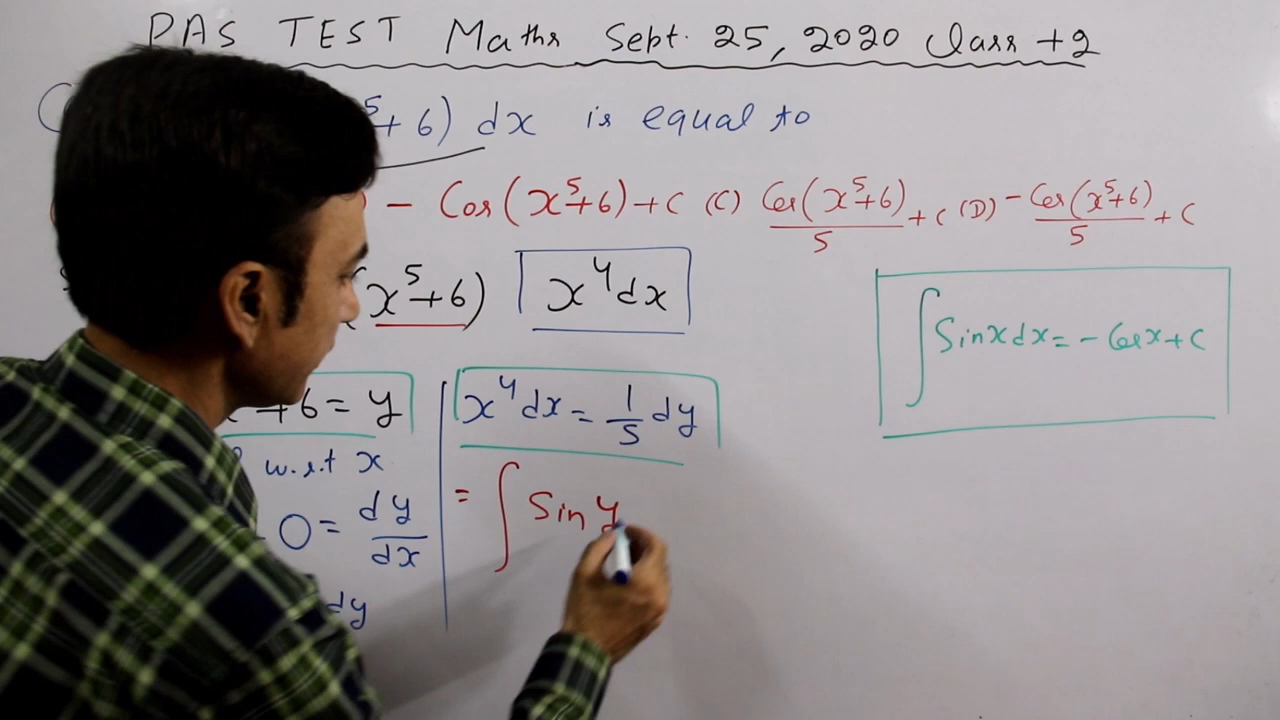 PAS TEST Maths Sept. 25, 2020 Class +2
5+6) dx is equal to
) - Cos(x⁵+6)+C (C) Cos(x⁵+6)/5 +C (D) - Cos(x⁵+6)/5 + C
(x⁵+6) x⁴dx
∫Sinx dx = - Cosx+C
+6 = y
w.r.t x
0 = dy/dx
dy
x⁴dx = 1/5 dy
= ∫ Sin y